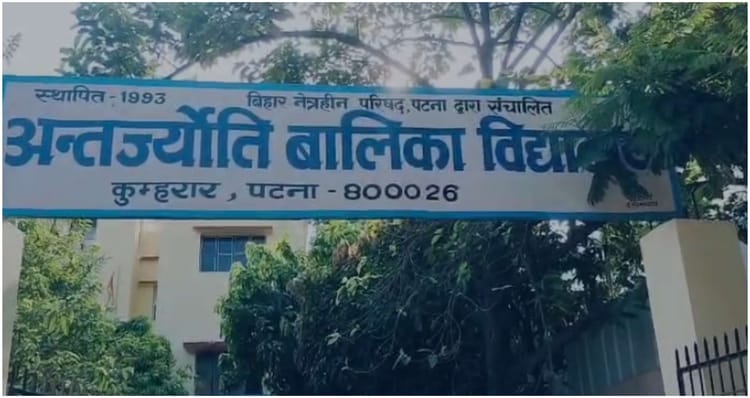 स्थापित - 1993 बिहार नेत्रहीन परिषद, पटना द्वारा संचालित
अन्तर्ज्योति बालिका
कुम्हरार, पटना - 800026